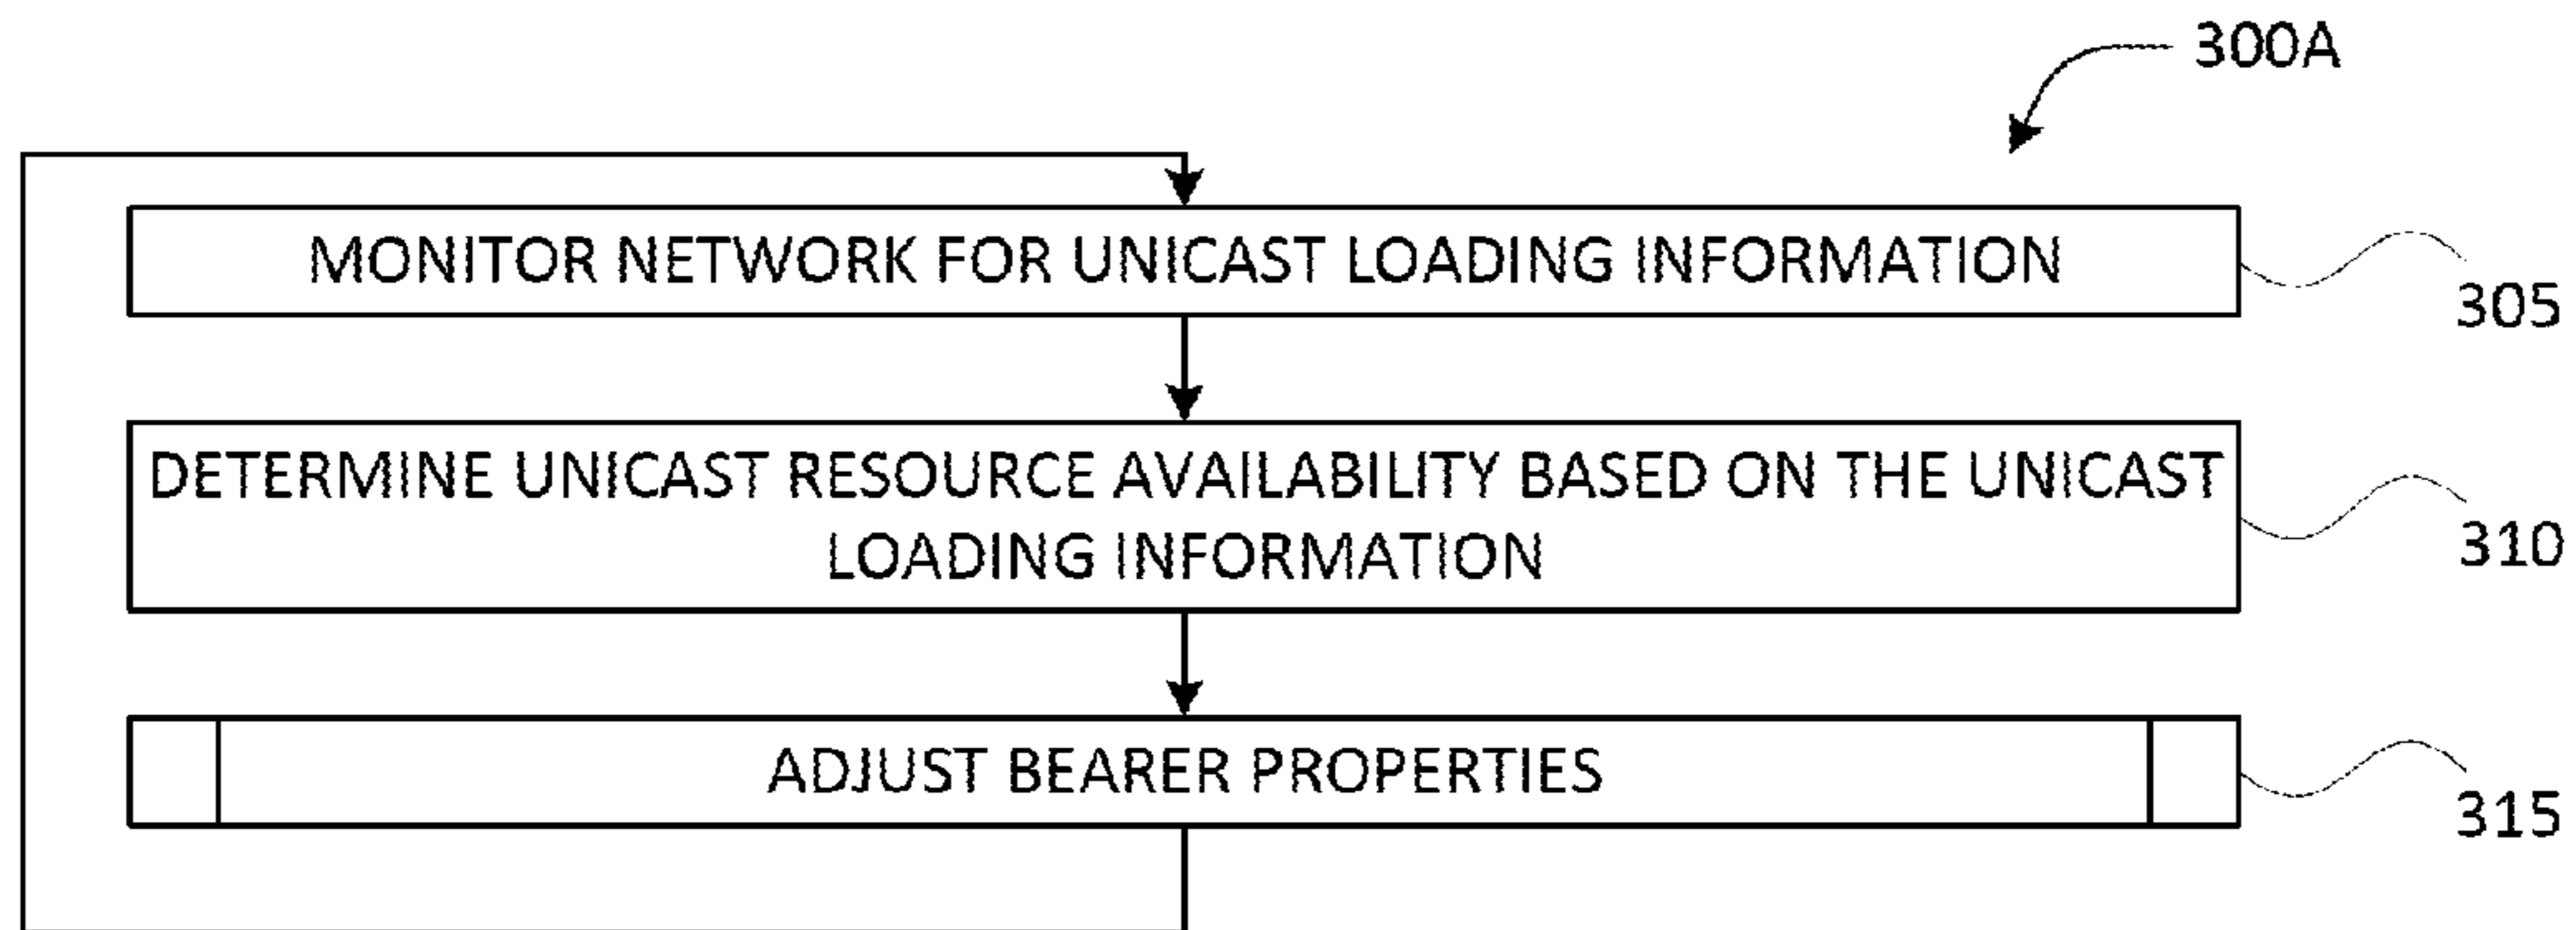 300A
MONITOR NETWORK FOR UNICAST LOADING INFORMATION
305
DETERMINE UNICAST RESOURCE AVAILABILITY BASED ON THE UNICAST
LOADING INFORMATION
310
ADJUST BEARER PROPERTIES
315